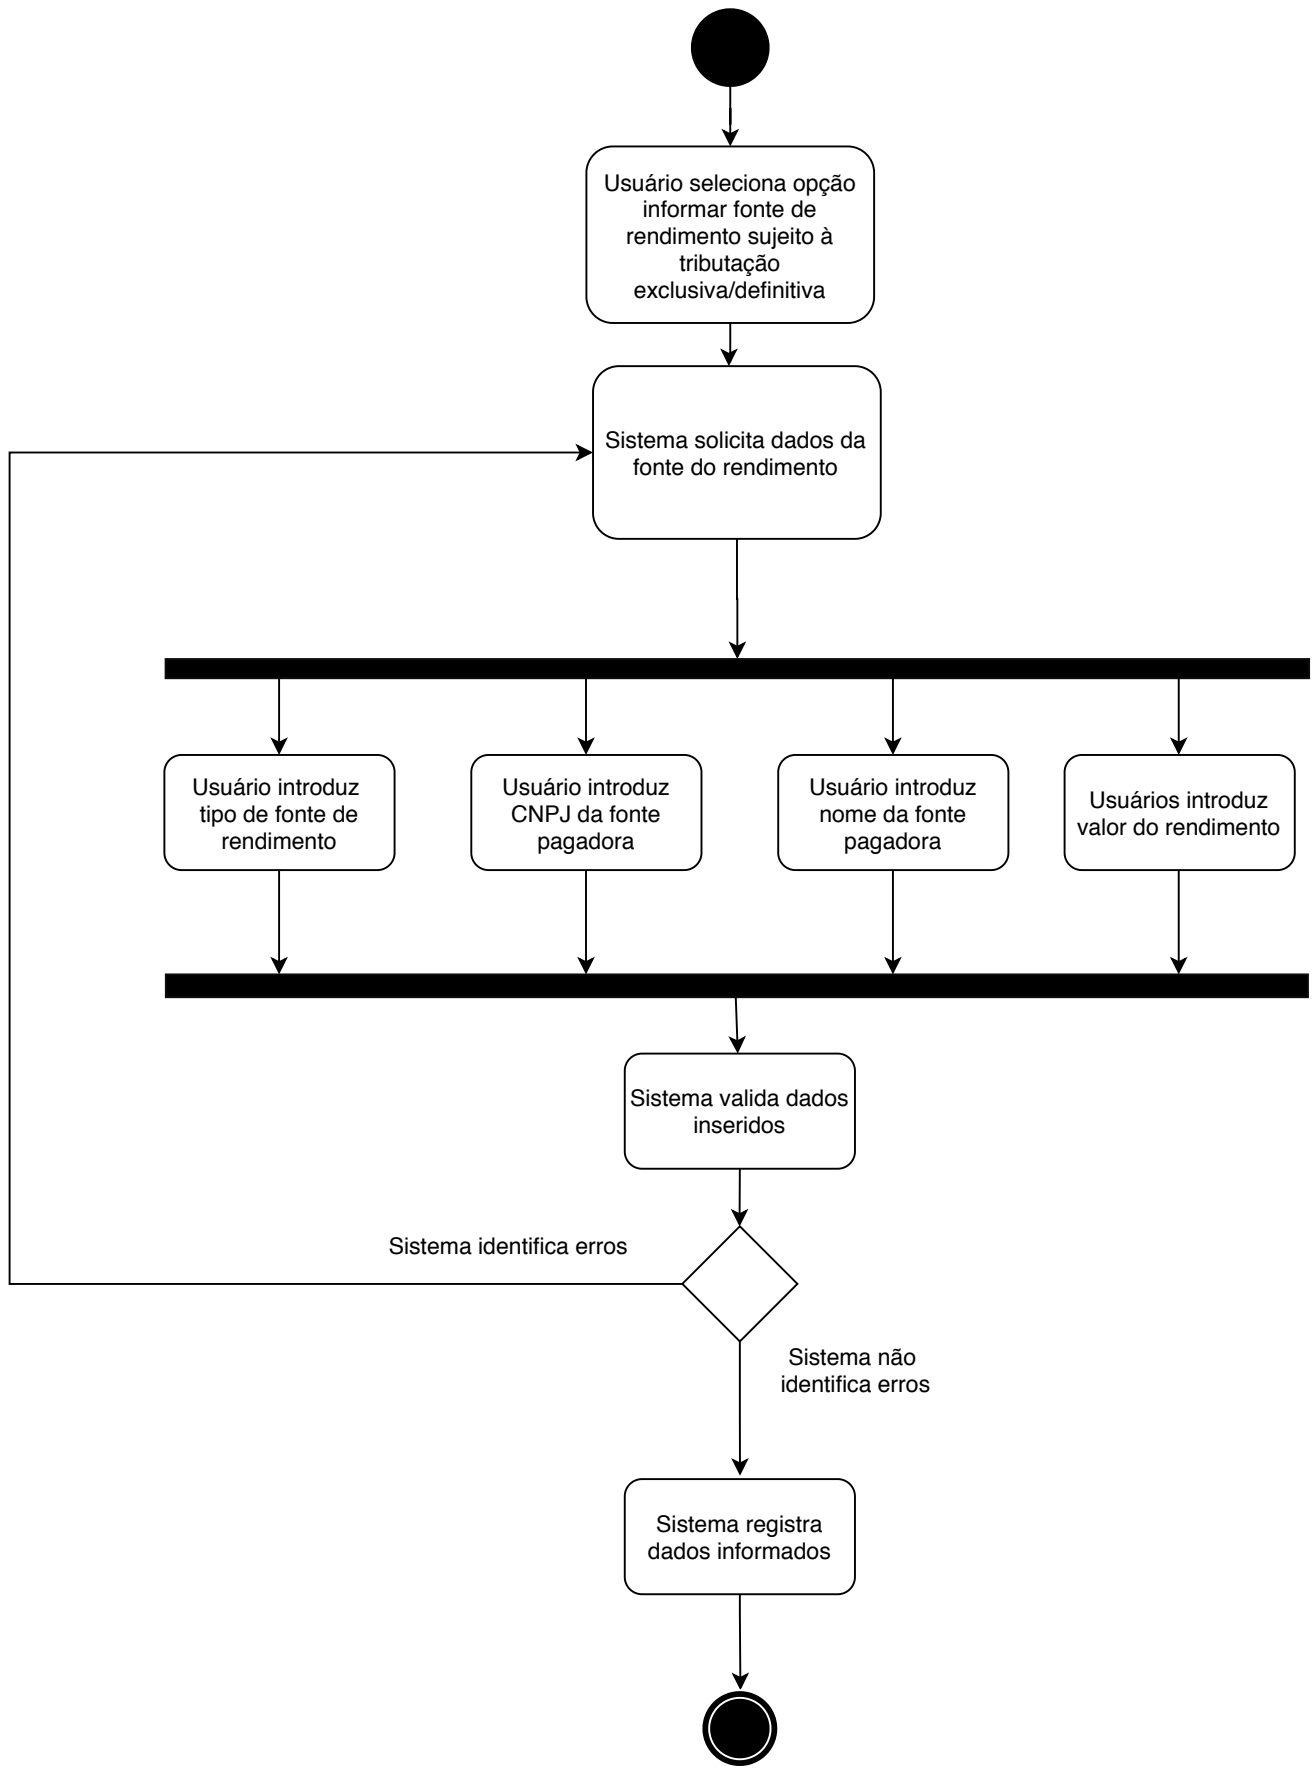 Usuário seleciona opção
informar fonte de
rendimento sujeito à
tributação
exclusiva/definitiva
Sistema solicita dados da
fonte do rendimento
Usuário introduz
tipo de fonte de
rendimento
Usuário introduz
CNPJ da fonte
pagadora
Usuário introduz
nome da fonte
pagadora
Usuários introduz
valor do rendimento
Sistema valida dados
inseridos
Sistema identifica erros
Sistema não
identifica erros
Sistema registra
dados informados